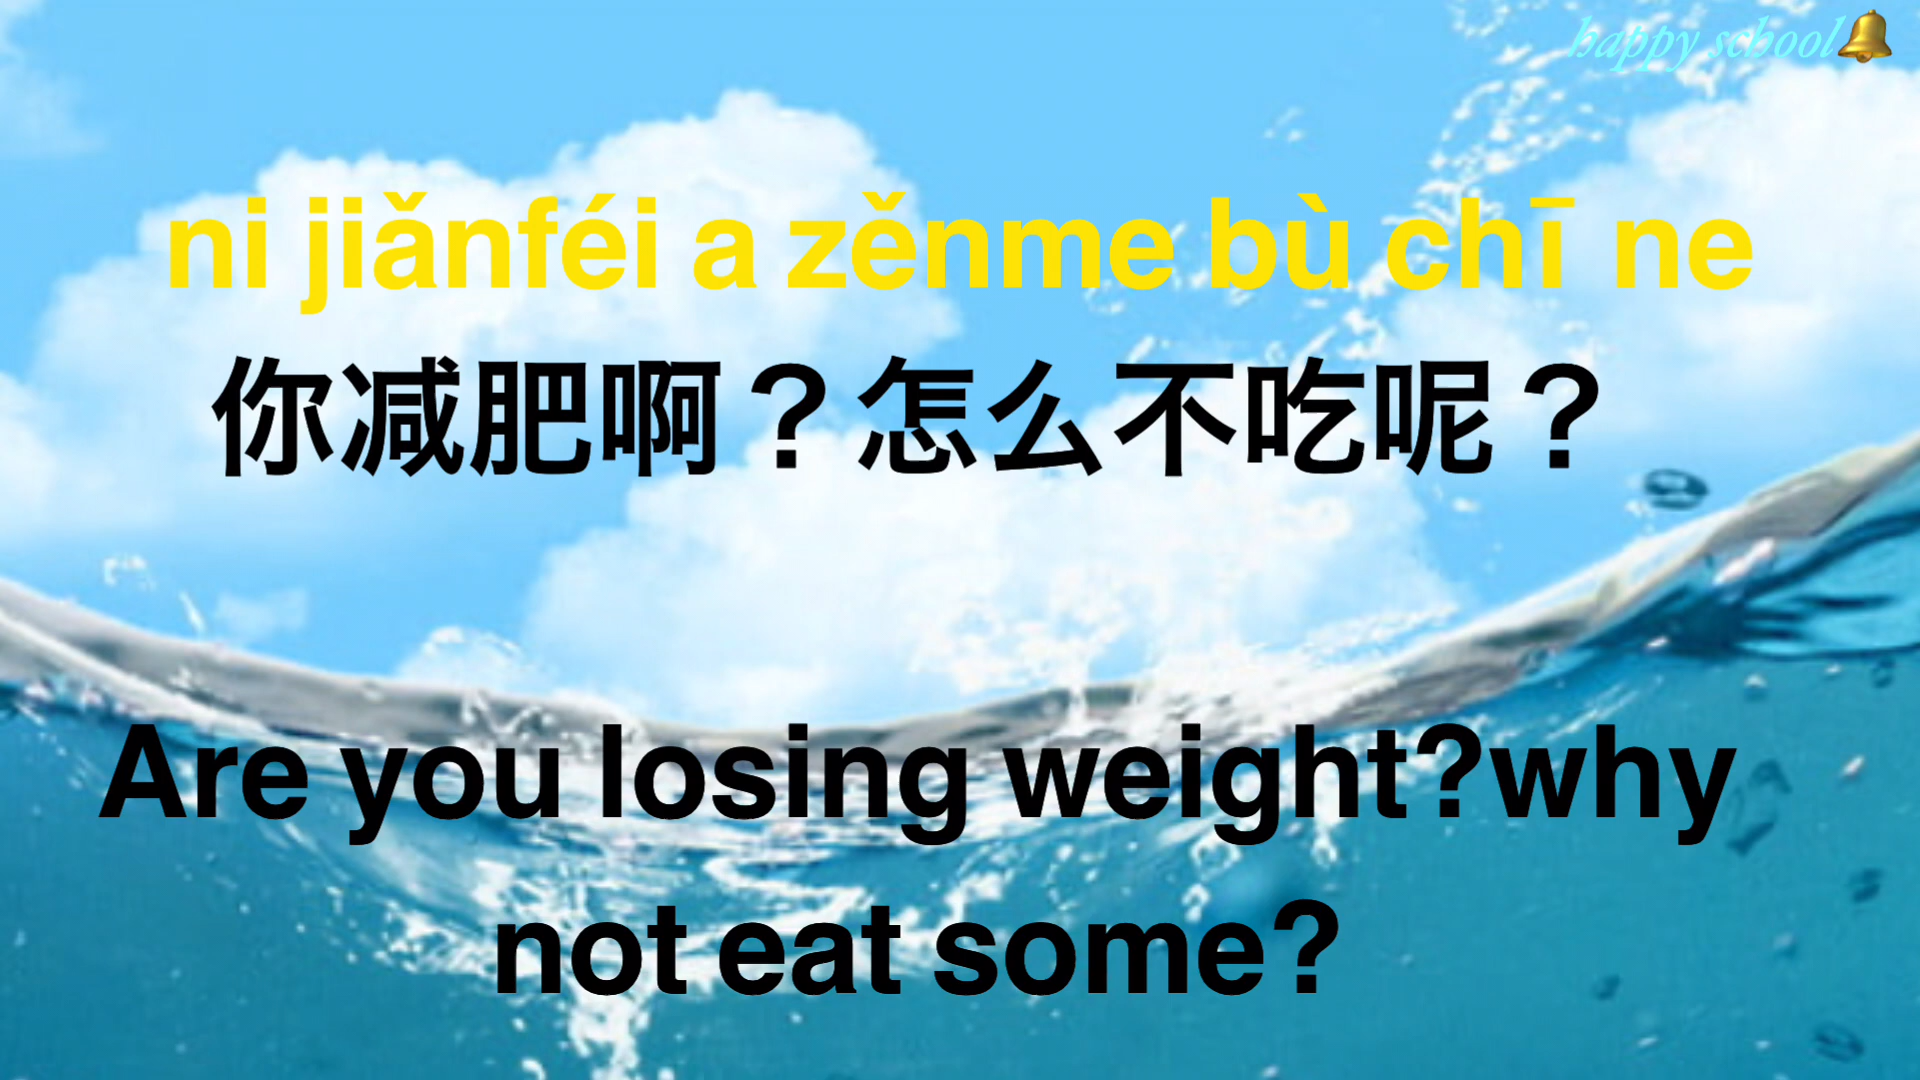 happy school🔔
ni jiǎnféi a zěnme bù chī ne
你减肥啊？怎么不吃呢？
Are you losing weight?why
not eat some?